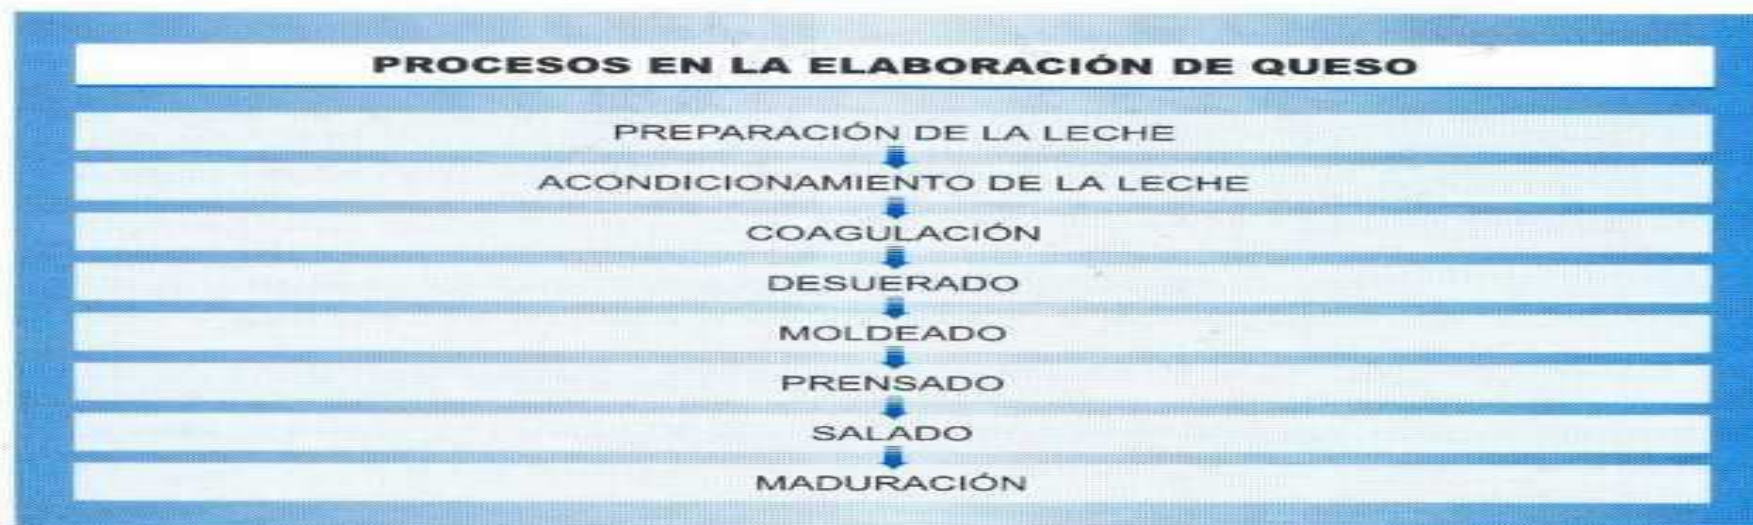 PROCESOS EN LA ELABORACIÓN DE QUESO
PREPARACIÓN DE LA LECHE
ACONDICIONAMIENTO DE LA LECHE
COAGULACIÓN
DESUERADO
MOLDEADO
PRENSADO
SALADO
MADURACIÓN